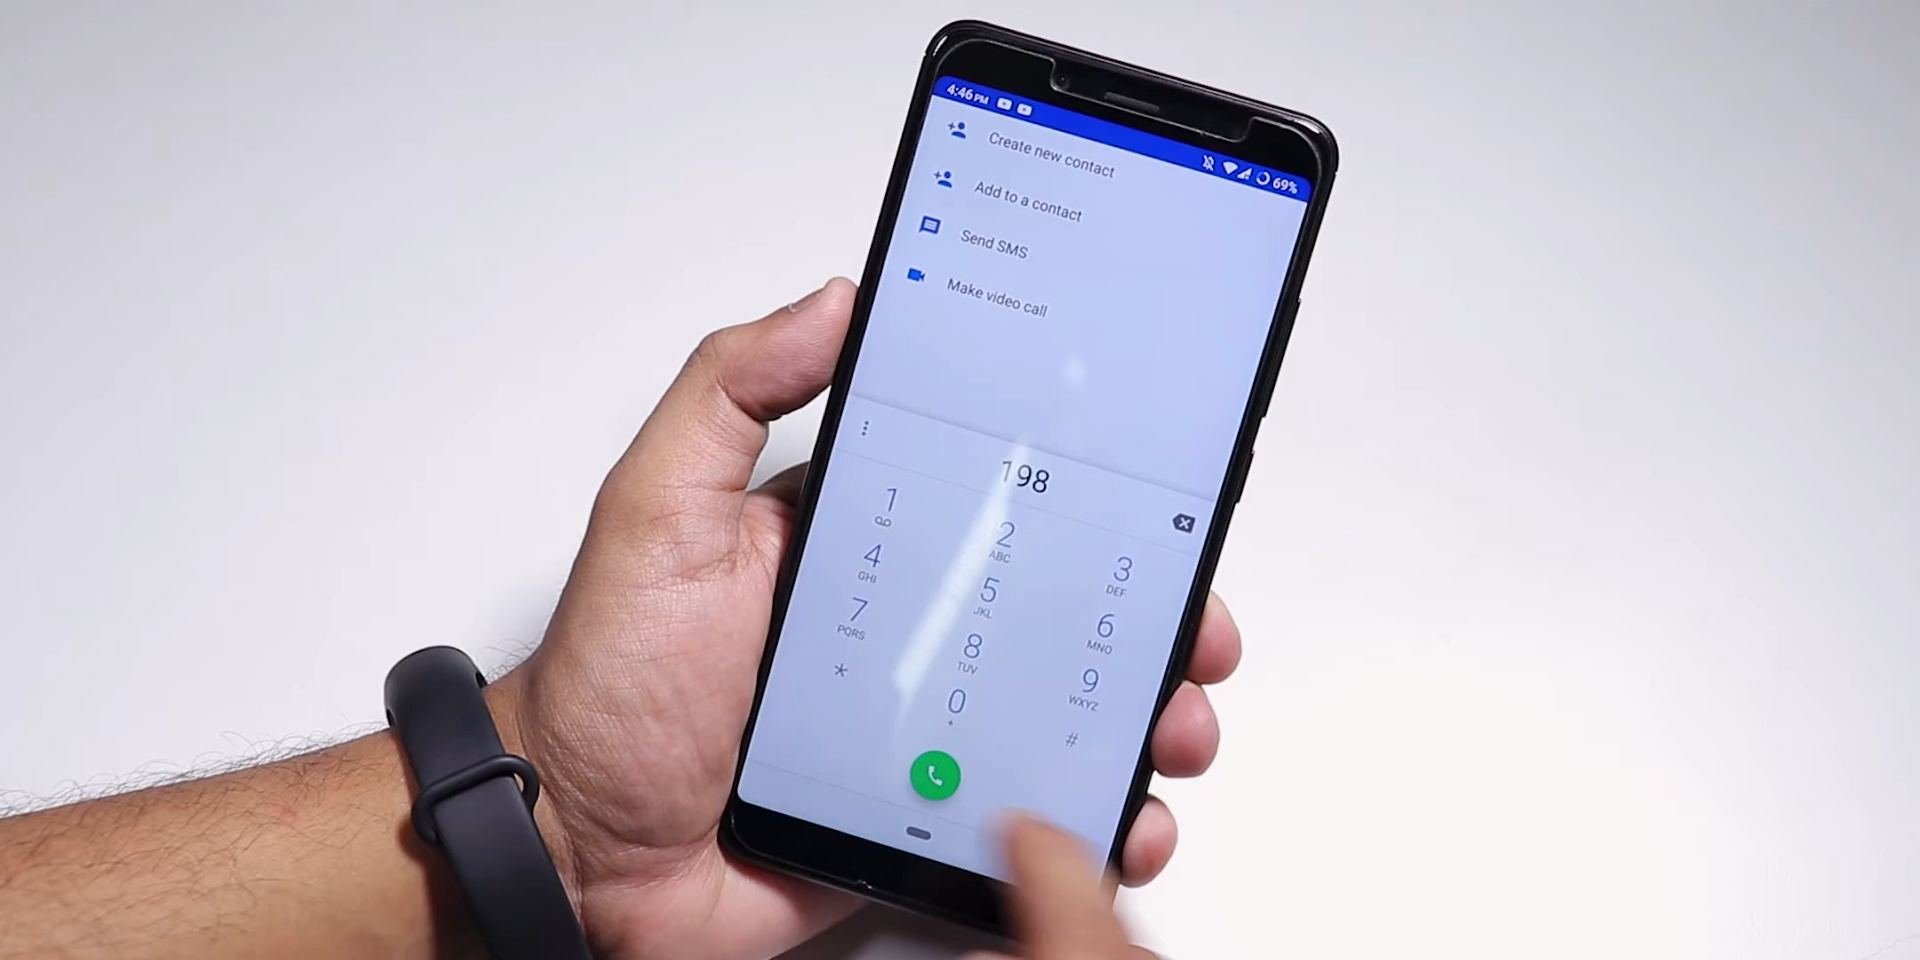 4:46 PM 69%
Create new contact
Add to a contact
Send SMS
Make video call
198
1 2 ABC 3 DEF
4 GHI 5 JKL 6 MNO
7 PQRS 8 TUV 9 WXYZ
* 0 + #